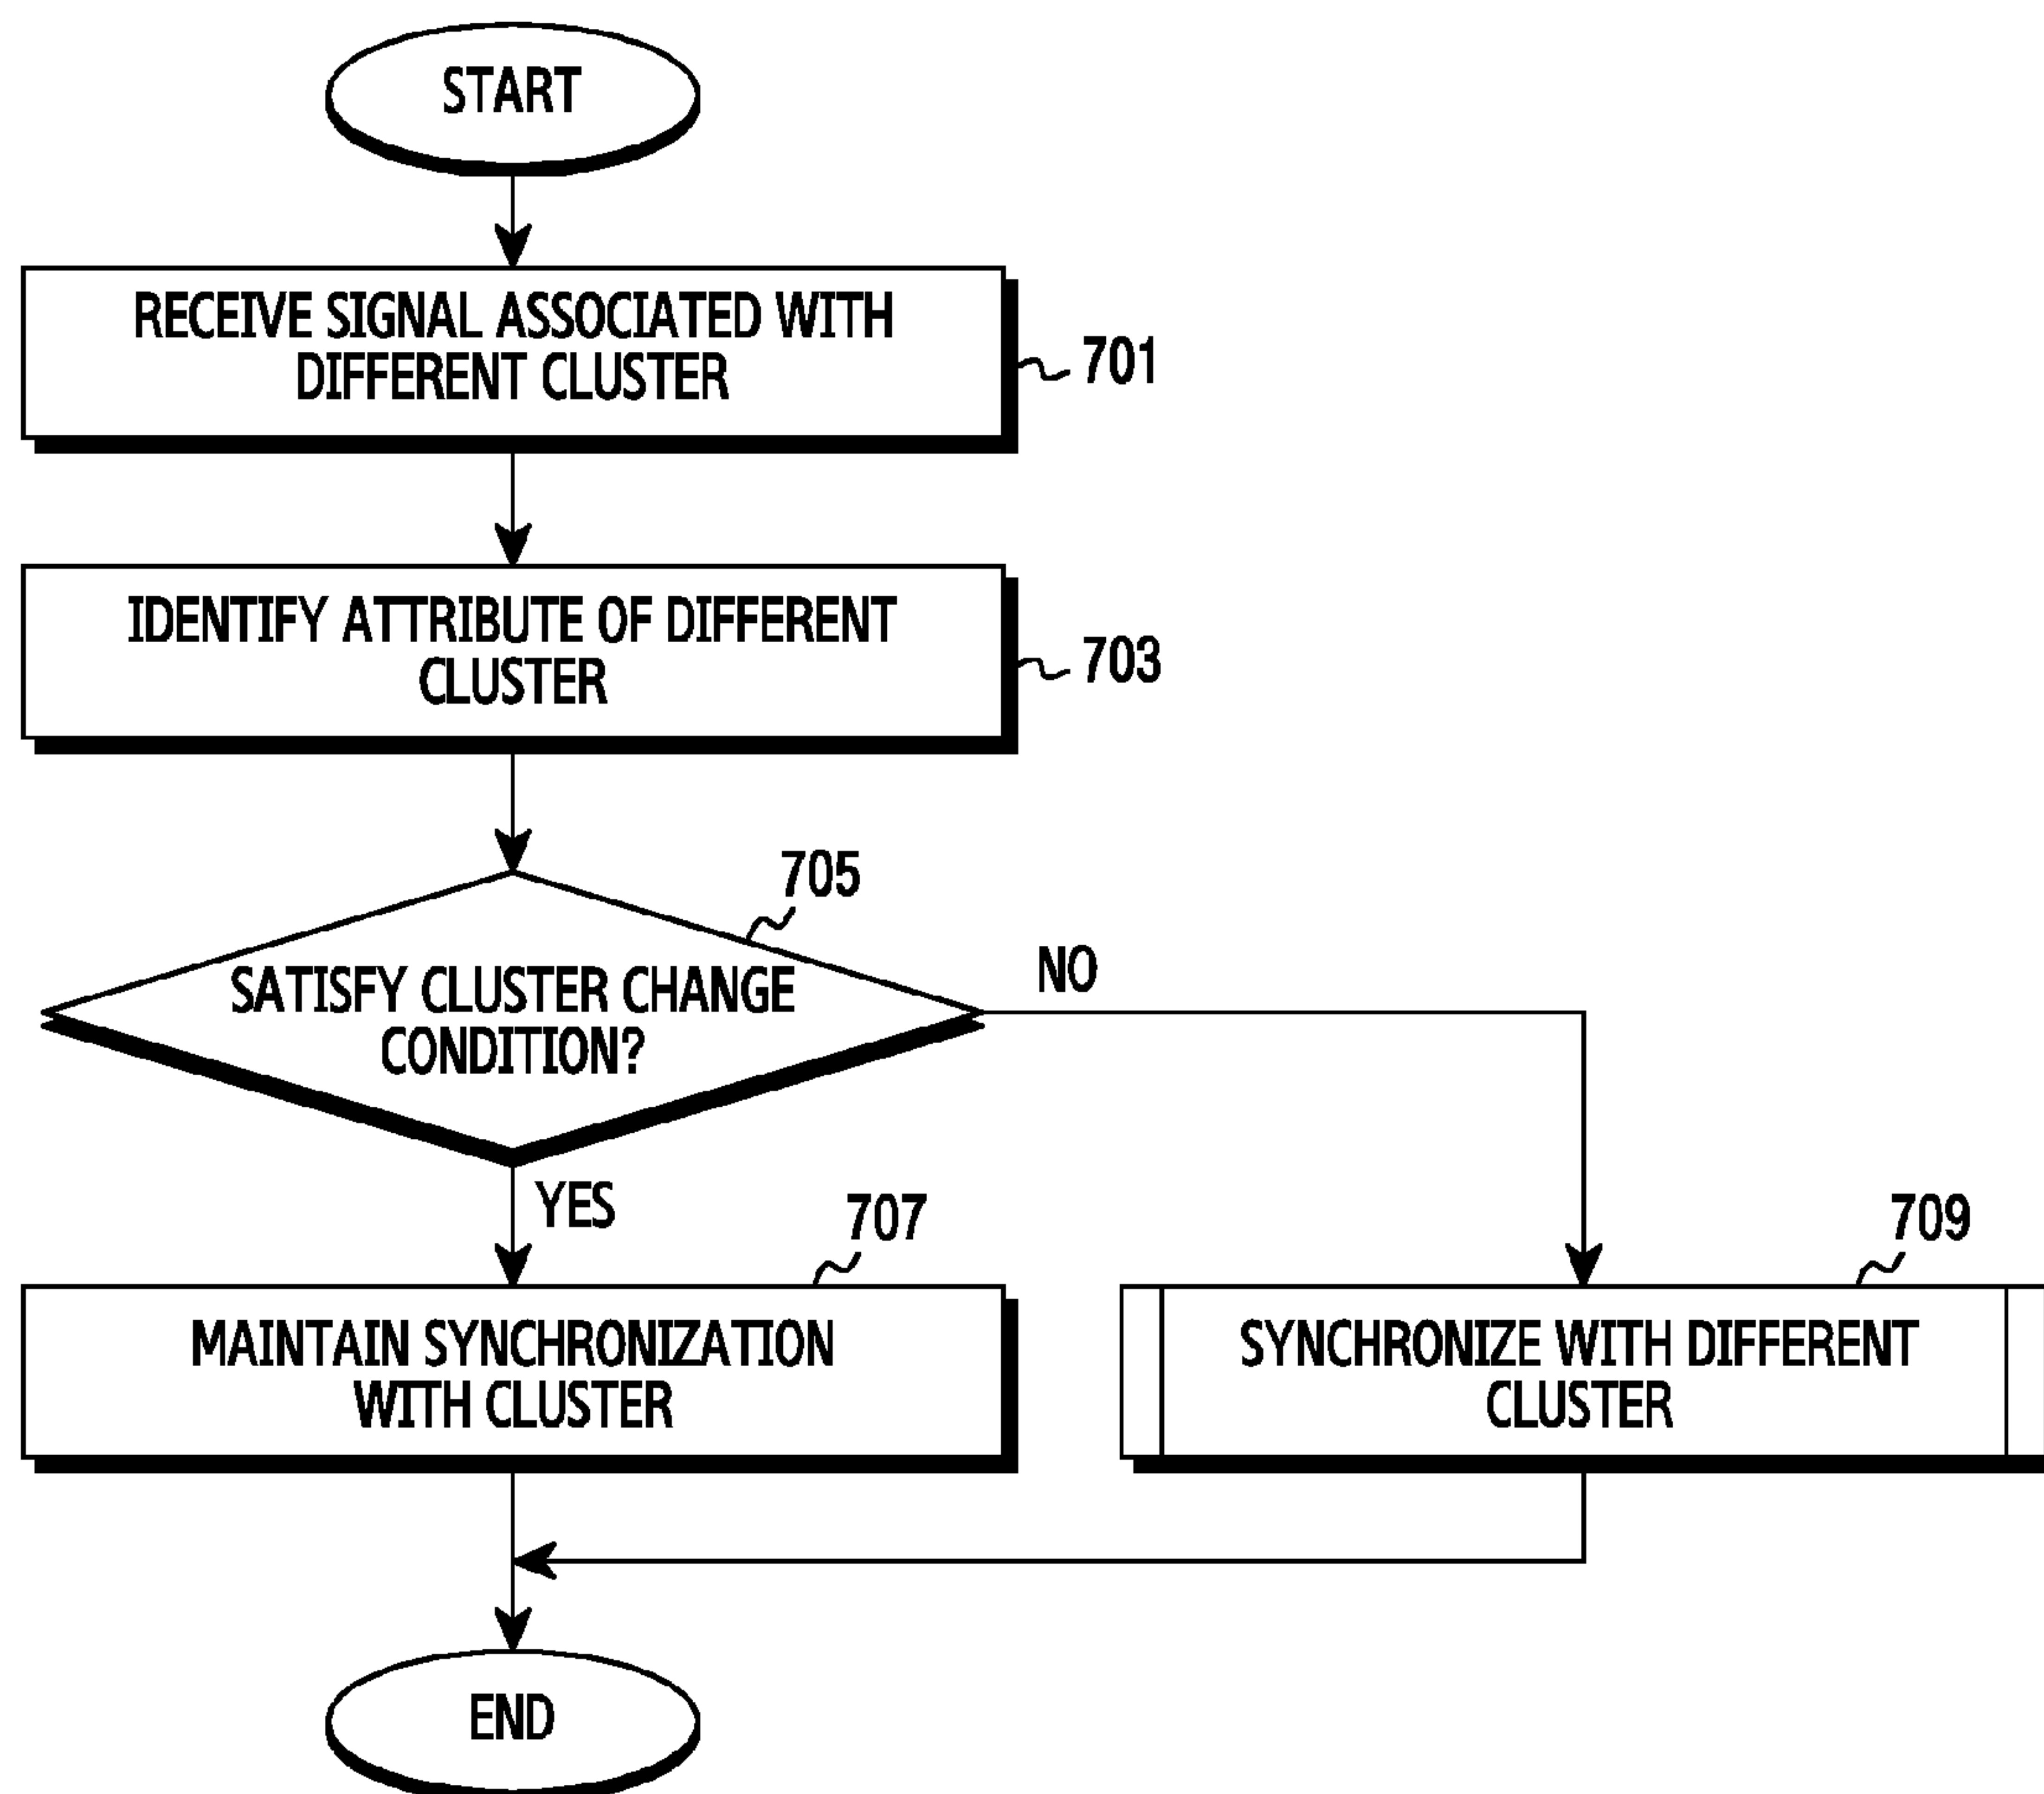 START
RECEIVE SIGNAL ASSOCIATED WITH
DIFFERENT CLUSTER
701
IDENTIFY ATTRIBUTE OF DIFFERENT
CLUSTER
703
705
SATISFY CLUSTER CHANGE
CONDITION?
NO
YES
707
MAINTAIN SYNCHRONIZATION
WITH CLUSTER
709
SYNCHRONIZE WITH DIFFERENT
CLUSTER
END